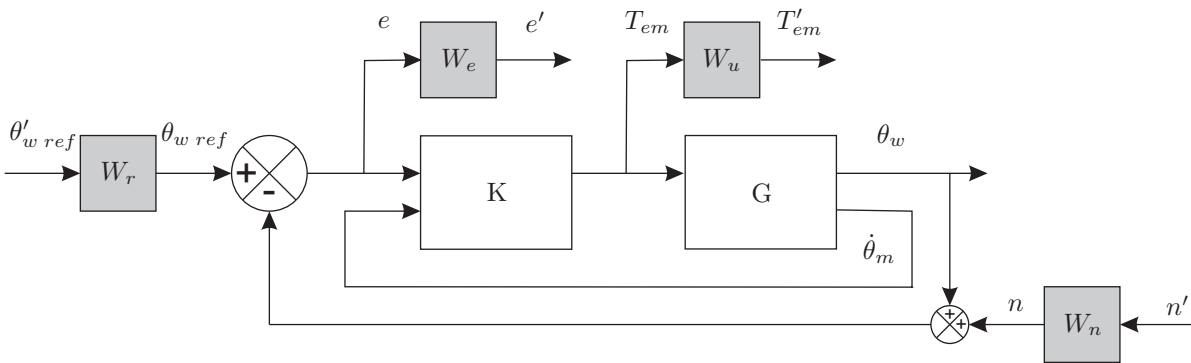 e
W_e
e′
T_em
W_u
T′_em
θ′_w ref
W_r
θ_w ref
+
-
K
G
θ_w
θ̇_m
+
+
n
W_n
n′